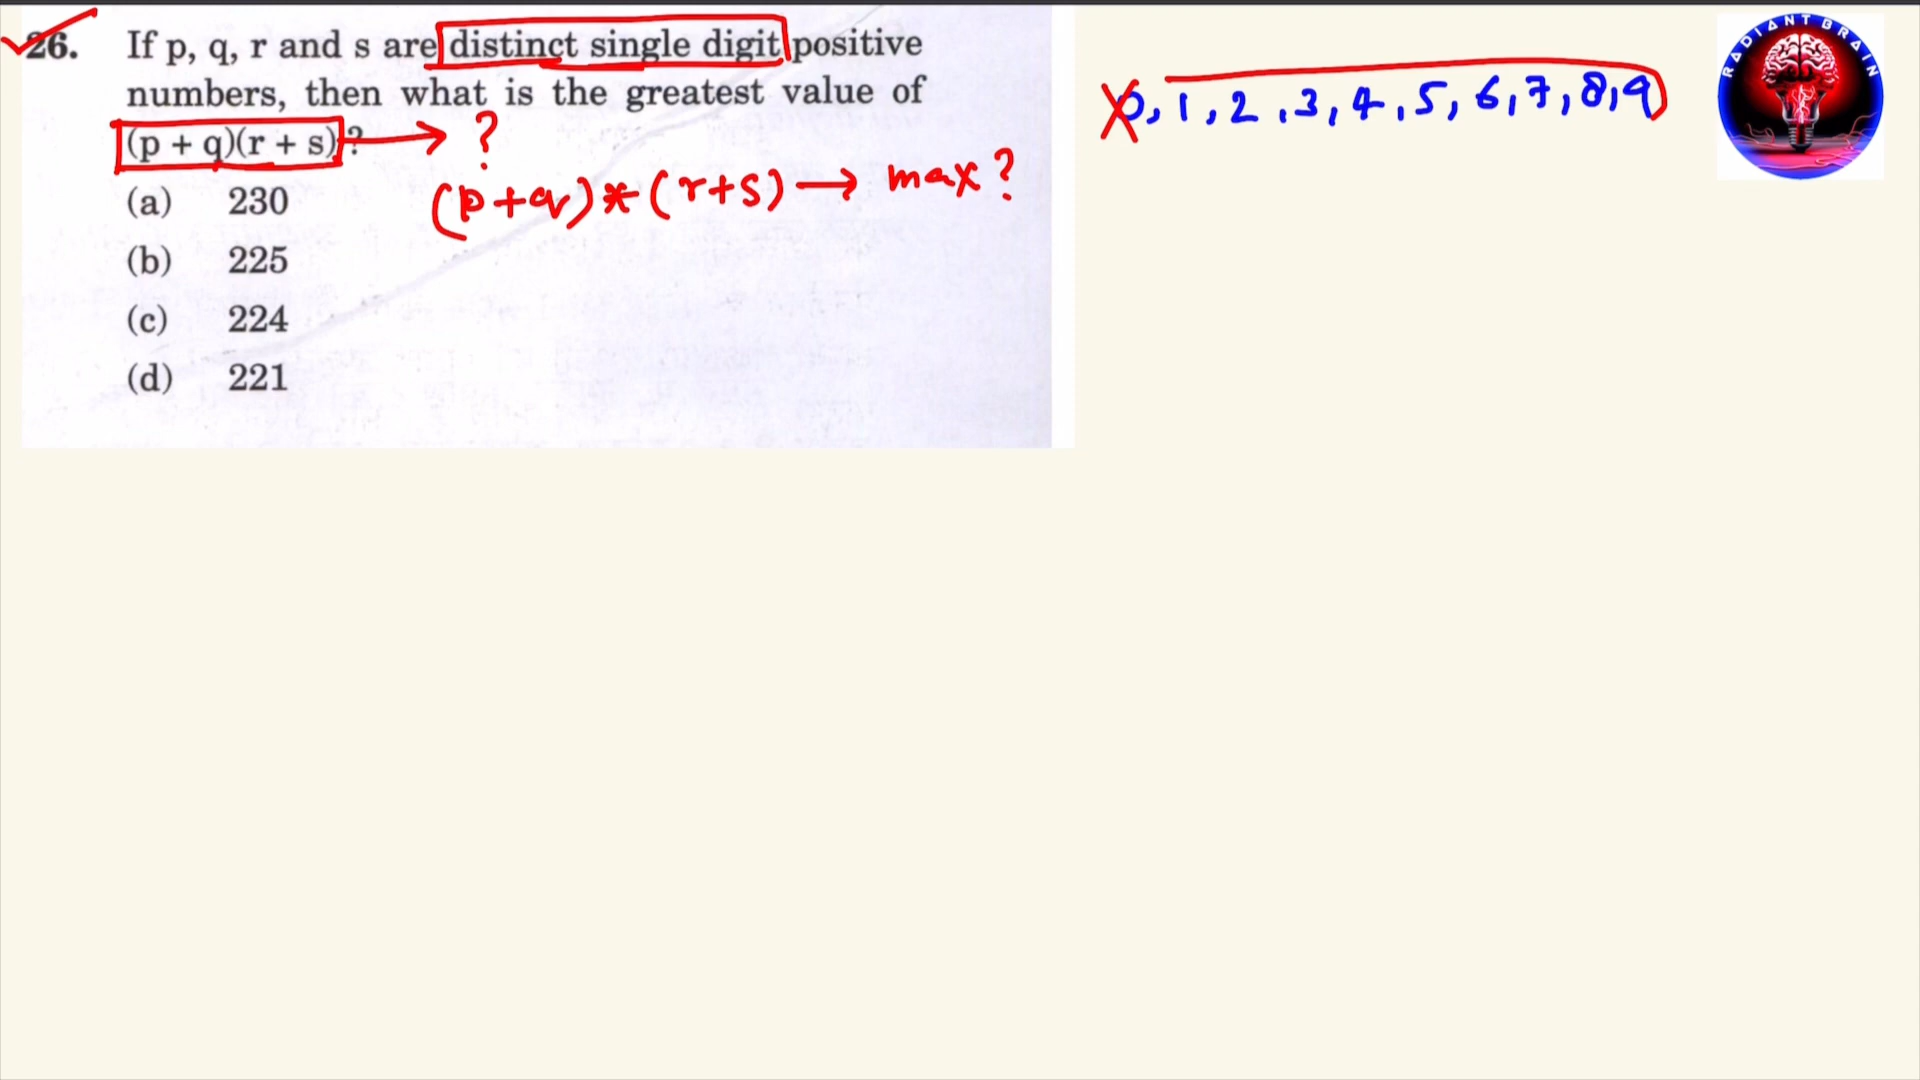 26. If p, q, r and s are distinct single digit positive
numbers, then what is the greatest value of
(p + q)(r + s)? → ?
(p+q)*(r+s) → max?
(a) 230
(b) 225
(c) 224
(d) 221
0, 1, 2, 3, 4, 5, 6, 7, 8, 9
RADIANT BRAIN